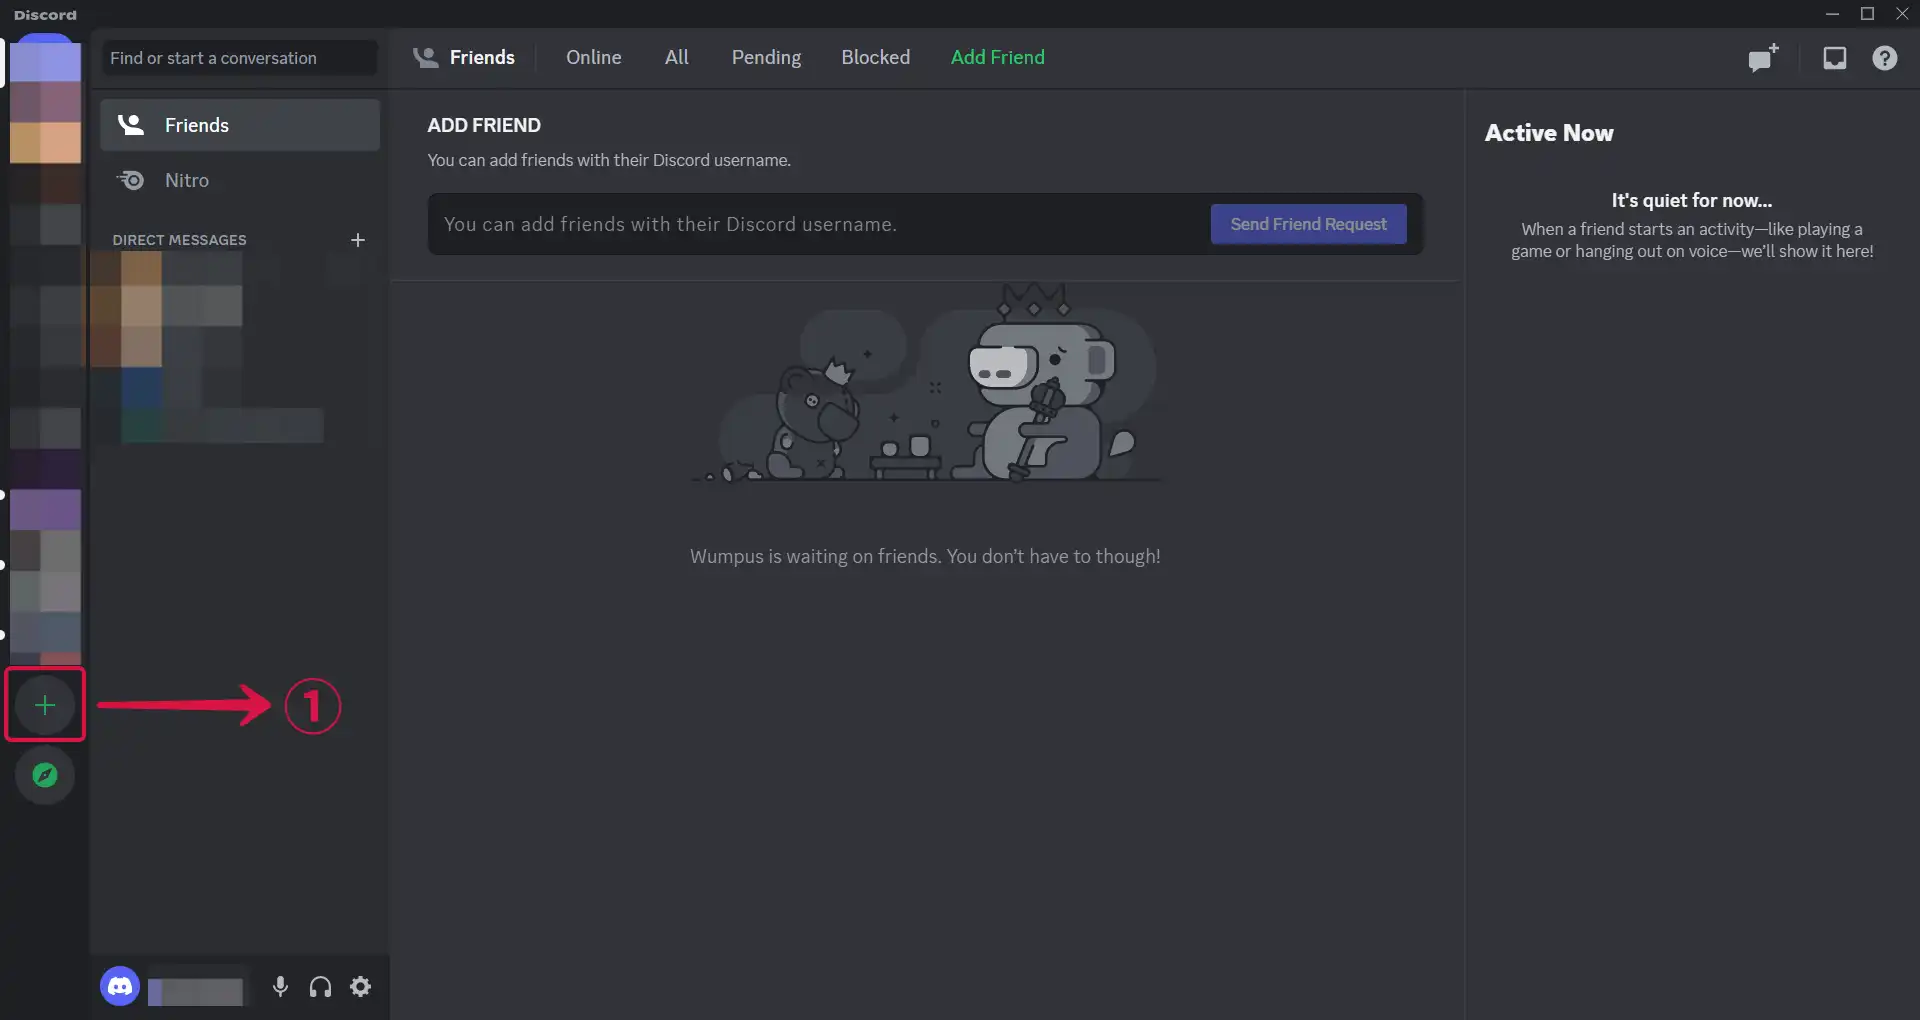 Discord
Find or start a conversation
Friends
Online
All
Pending
Blocked
Add Friend
Friends
Nitro
DIRECT MESSAGES
ADD FRIEND
You can add friends with their Discord username.
You can add friends with their Discord username.
Send Friend Request
Wumpus is waiting on friends. You don't have to though!
Active Now
It's quiet for now...
When a friend starts an activity—like playing a
game or hanging out on voice—we'll show it here!
1